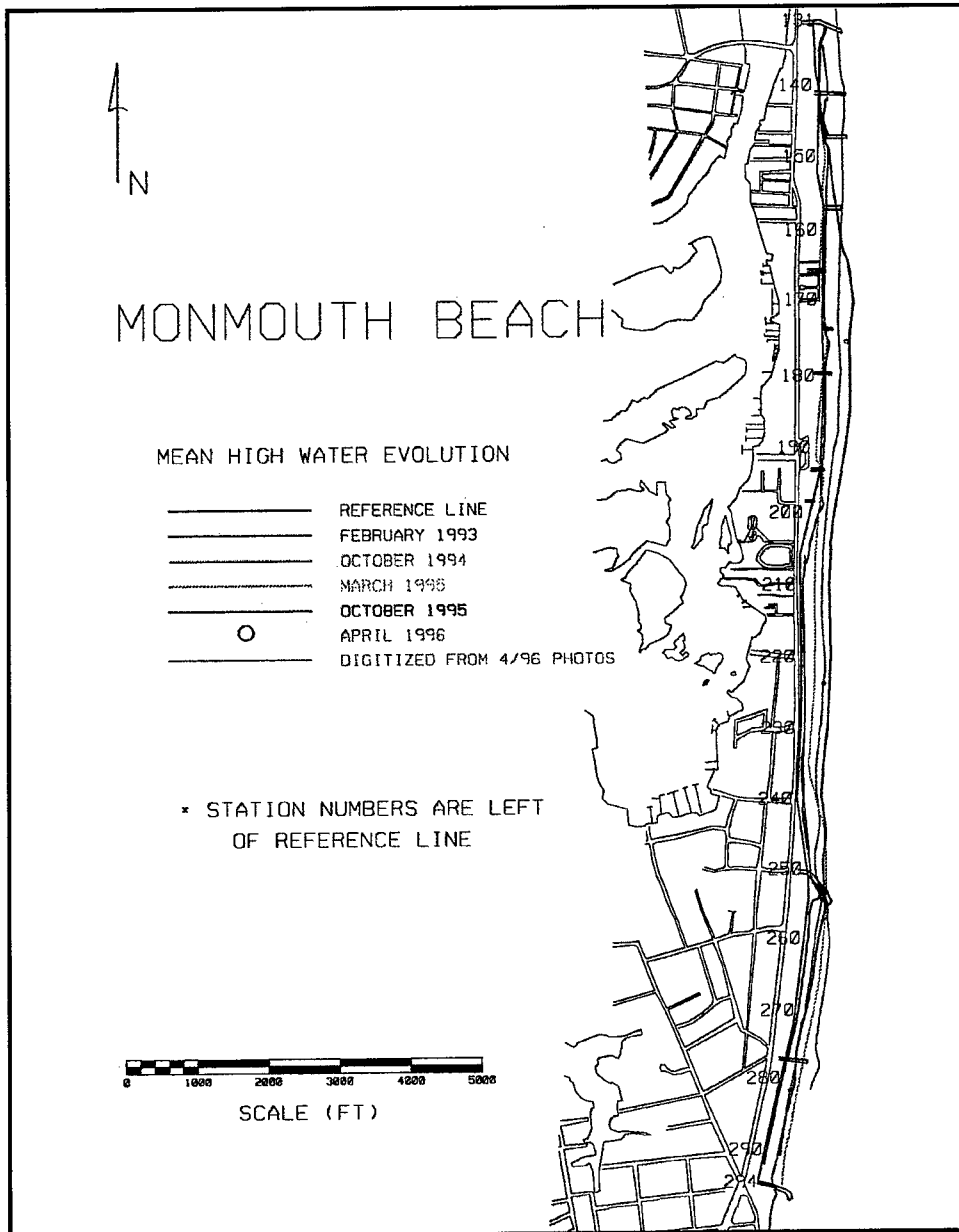 131
140
150
N
160
MONMOUTH BEACH
170
180
190
MEAN HIGH WATER EVOLUTION
REFERENCE LINE
200
FEBRUARY 1993
OCTOBER 1994
MARCH 1995
210
OCTOBER 1995
APRIL 1996
DIGITIZED FROM 4/96 PHOTOS
220
230
* STATION NUMBERS ARE LEFT
240
OF REFERENCE LINE
250
260
270
0 1000 2000 3000 4000 5000
280
SCALE (FT)
290
294